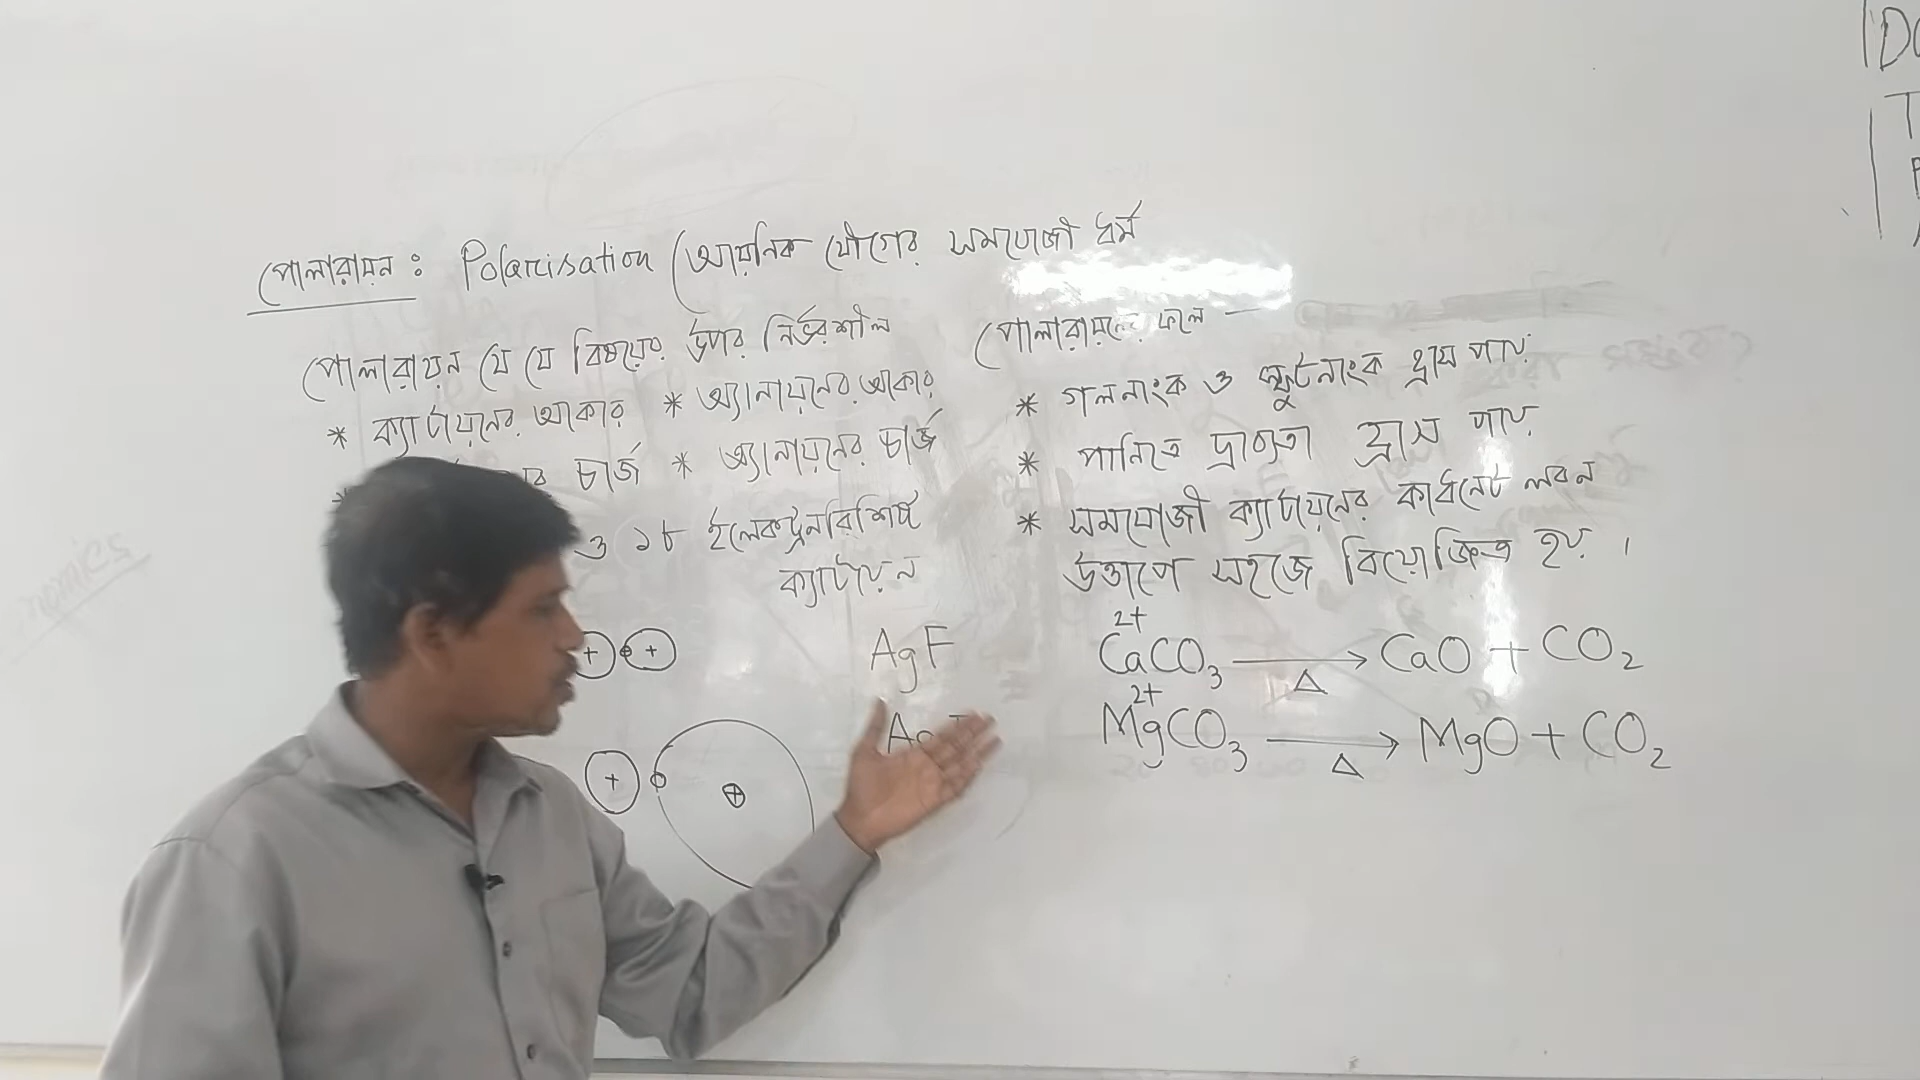 পোলারায়ন : Polarisation (আয়নিক যৌগের সমযোজী ধর্ম
পোলারায়ন যে যে বিষয়ের উপর নির্ভরশীল
* ক্যাটায়নের আকার * অ্যানায়নের আকার
র চার্জ * অ্যানায়নের চার্জ
ও ১৮ ইলেকট্রনবিশিষ্ট
ক্যাটায়ন
+ +
AgF
+ +
পোলারায়নের ফলে —
* গলনাংক ও স্ফুটনাংক হ্রাস পায়
* পানিতে দ্রাব্যতা হ্রাস পায়
* সমযোজী ক্যাটায়নের কার্বনেট লবন
উত্তাপে সহজে বিয়োজিত হয় ।
2+
CaCO₃ ⟶ CaO + CO₂
Δ
2+
MgCO₃ ⟶ MgO + CO₂
Δ